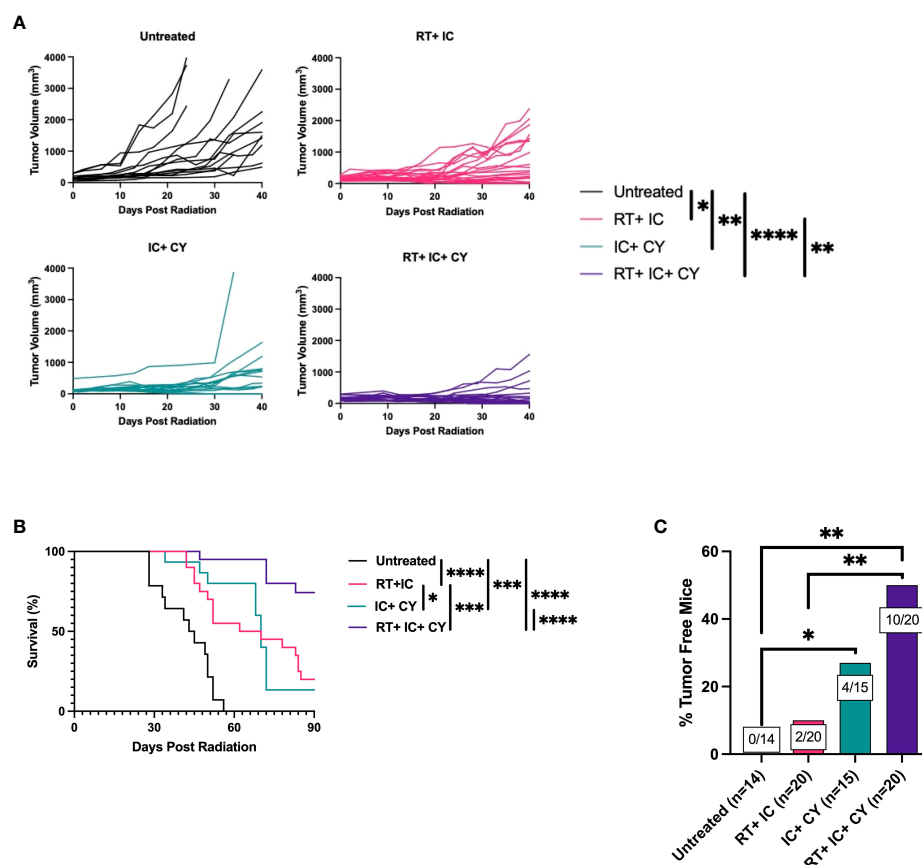 A
Untreated
Tumor Volume (mm³)
4000
3000
2000
1000
0
0 10 20 30 40
Days Post Radiation
RT+ IC
Tumor Volume (mm³)
4000
3000
2000
1000
0
0 10 20 30 40
Days Post Radiation
IC+ CY
Tumor Volume (mm³)
4000
3000
2000
1000
0
0 10 20 30 40
Days Post Radiation
RT+ IC+ CY
Tumor Volume (mm³)
4000
3000
2000
1000
0
0 10 20 30 40
Days Post Radiation
Untreated
RT+ IC
IC+ CY
RT+ IC+ CY
*
**
****
**
B
Survival (%)
100
50
0
0 30 60 90
Days Post Radiation
Untreated
RT+IC
IC+ CY
RT+ IC+ CY
****
*
***
***
****
****
C
% Tumor Free Mice
60
40
20
0
**
**
*
0/14
2/20
4/15
10/20
Untreated (n=14)
RT+ IC (n=20)
IC+ CY (n=15)
RT+ IC+ CY (n=20)